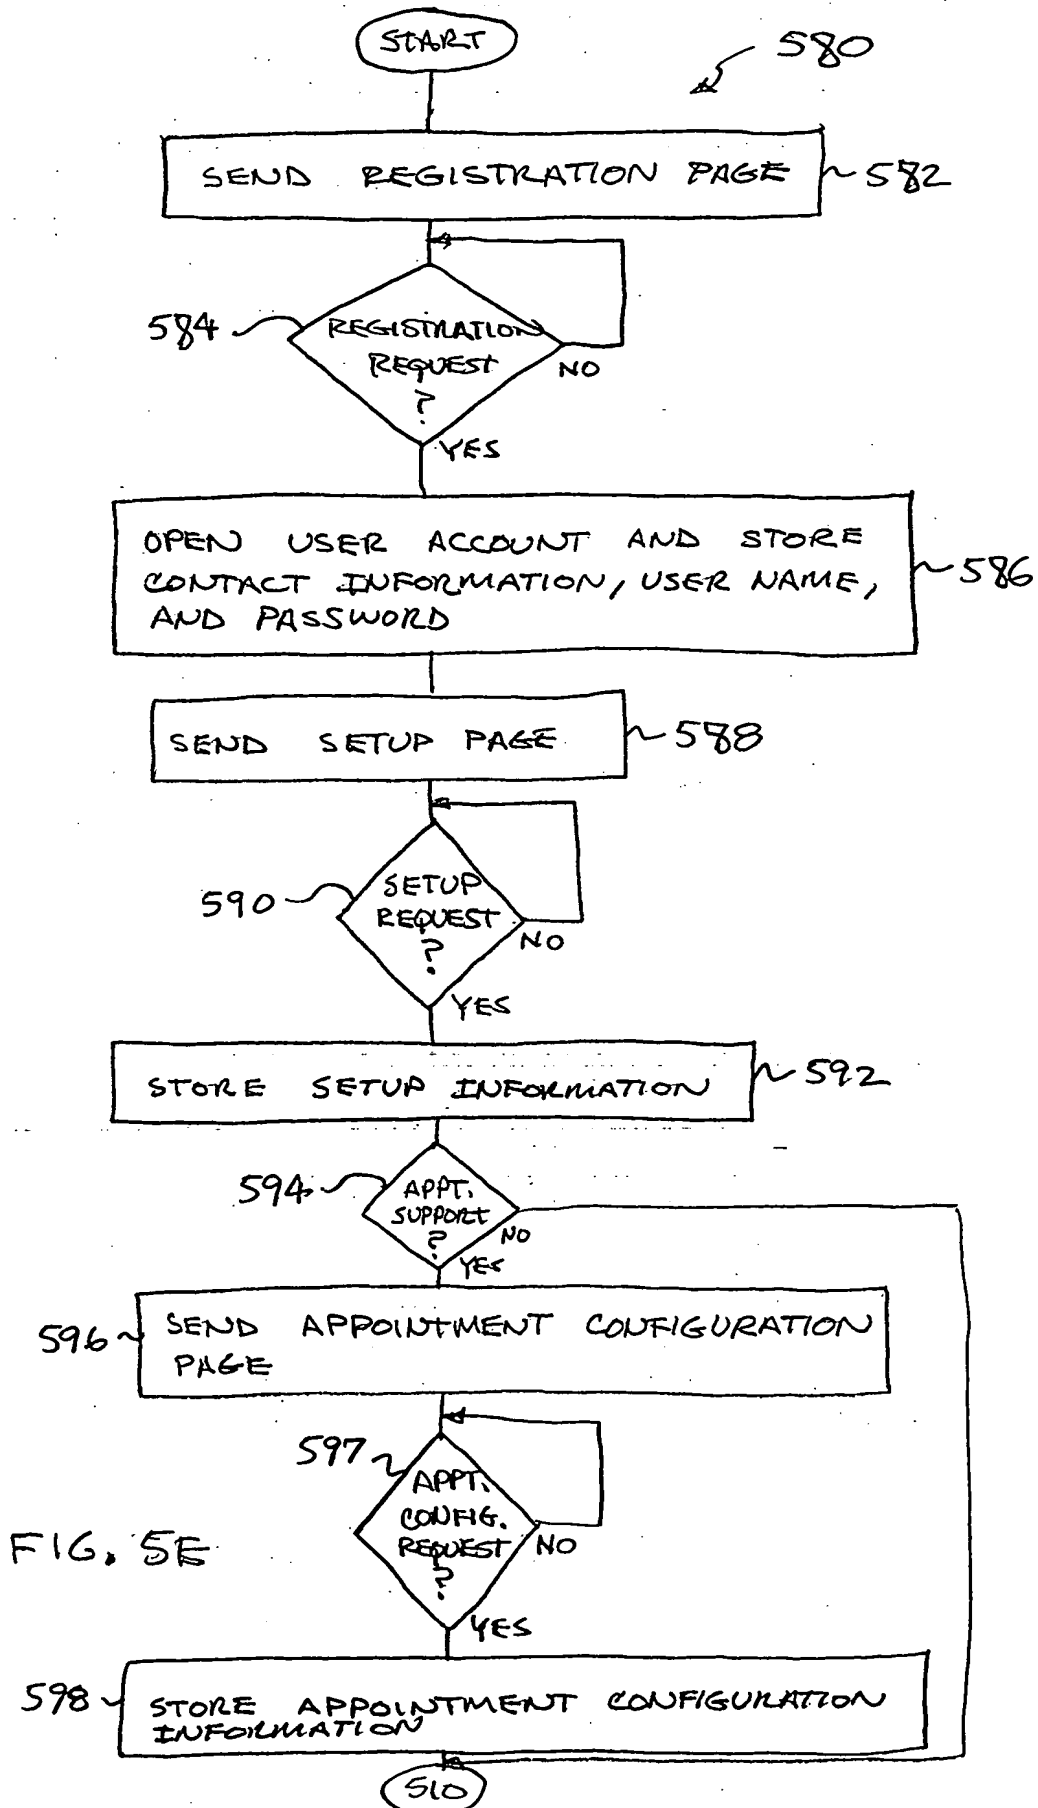 START
580
SEND REGISTRATION PAGE
582
584
REGISTRATION
REQUEST
?
NO
YES
OPEN USER ACCOUNT AND STORE
CONTACT INFORMATION, USER NAME,
AND PASSWORD
586
SEND SETUP PAGE
588
590
SETUP
REQUEST
?
NO
YES
STORE SETUP INFORMATION
592
594
APPT.
SUPPORT
?
NO
YES
596
SEND APPOINTMENT CONFIGURATION
PAGE
597
APPT.
CONFIG.
REQUEST
?
NO
YES
FIG. 5E
598
STORE APPOINTMENT CONFIGURATION
INFORMATION
510